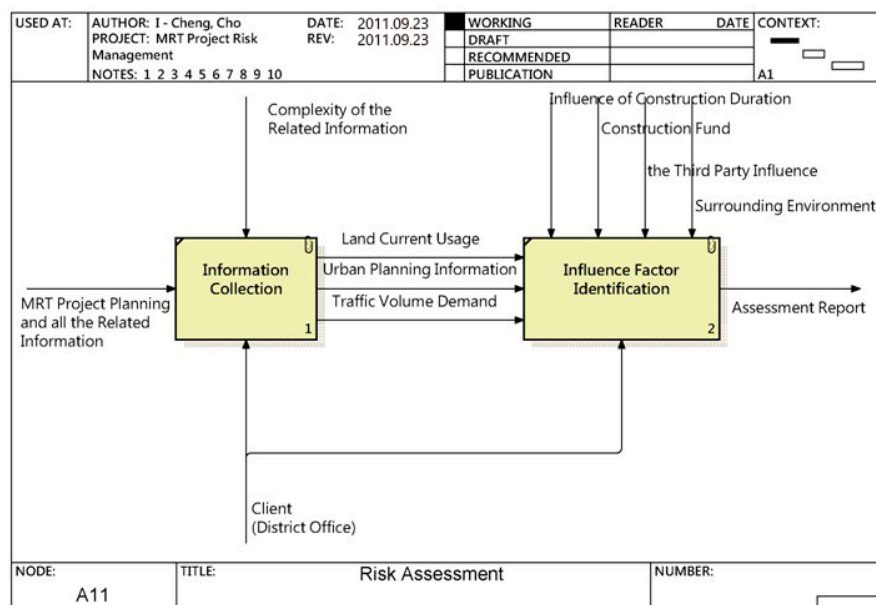 USED AT:
AUTHOR: I - Cheng, Cho
DATE: 2011.09.23
PROJECT: MRT Project Risk
Management
REV: 2011.09.23
NOTES: 1 2 3 4 5 6 7 8 9 10
WORKING
DRAFT
RECOMMENDED
PUBLICATION
READER
DATE
CONTEXT:
A1
Complexity of the
Related Information
Influence of Construction Duration
Construction Fund
the Third Party Influence
Surrounding Environment
MRT Project Planning
and all the Related
Information
Information
Collection
1
Land Current Usage
Urban Planning Information
Traffic Volume Demand
Influence Factor
Identification
2
Assessment Report
Client
(District Office)
NODE:
A11
TITLE:
Risk Assessment
NUMBER: